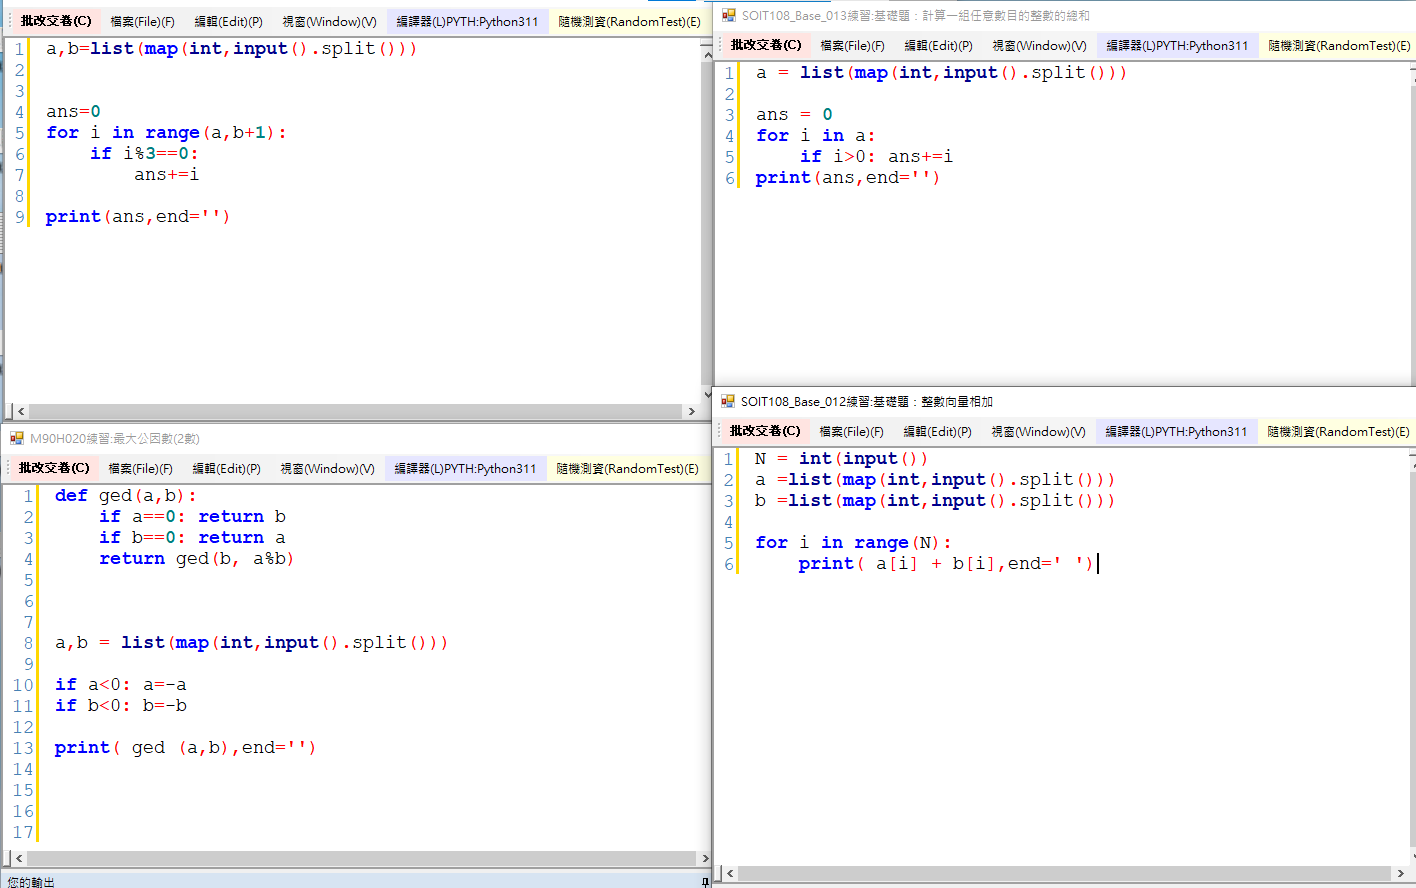 批改交卷(C) 檔案(File)(F) 編輯(Edit)(P) 視窗(Window)(V) 編譯器(L)PYTH:Python311 隨機測資(RandomTest)(E)
1 a,b=list(map(int,input().split()))
2
3
4 ans=0
5 for i in range(a,b+1):
6     if i%3==0:
7         ans+=i
8
9 print(ans,end='')
SOIT108_Base_013練習:基礎題：計算一組任意數目的整數的總和
批改交卷(C) 檔案(File)(F) 編輯(Edit)(P) 視窗(Window)(V) 編譯器(L)PYTH:Python311 隨機測資(RandomTest)(E)
1 a = list(map(int,input().split()))
2
3 ans = 0
4 for i in a:
5     if i>0: ans+=i
6 print(ans,end='')
M90H020練習:最大公因數(2數)
批改交卷(C) 檔案(File)(F) 編輯(Edit)(P) 視窗(Window)(V) 編譯器(L)PYTH:Python311 隨機測資(RandomTest)(E)
1 def ged(a,b):
2     if a==0: return b
3     if b==0: return a
4     return ged(b, a%b)
5
6
7
8 a,b = list(map(int,input().split()))
9
10 if a<0: a=-a
11 if b<0: b=-b
12
13 print( ged (a,b),end='')
14
15
16
17
您的輸出
SOIT108_Base_012練習:基礎題：整數向量相加
批改交卷(C) 檔案(File)(F) 編輯(Edit)(P) 視窗(Window)(V) 編譯器(L)PYTH:Python311 隨機測資(RandomTest)(E)
1 N = int(input())
2 a =list(map(int,input().split()))
3 b =list(map(int,input().split()))
4
5 for i in range(N):
6     print( a[i] + b[i],end=' ')